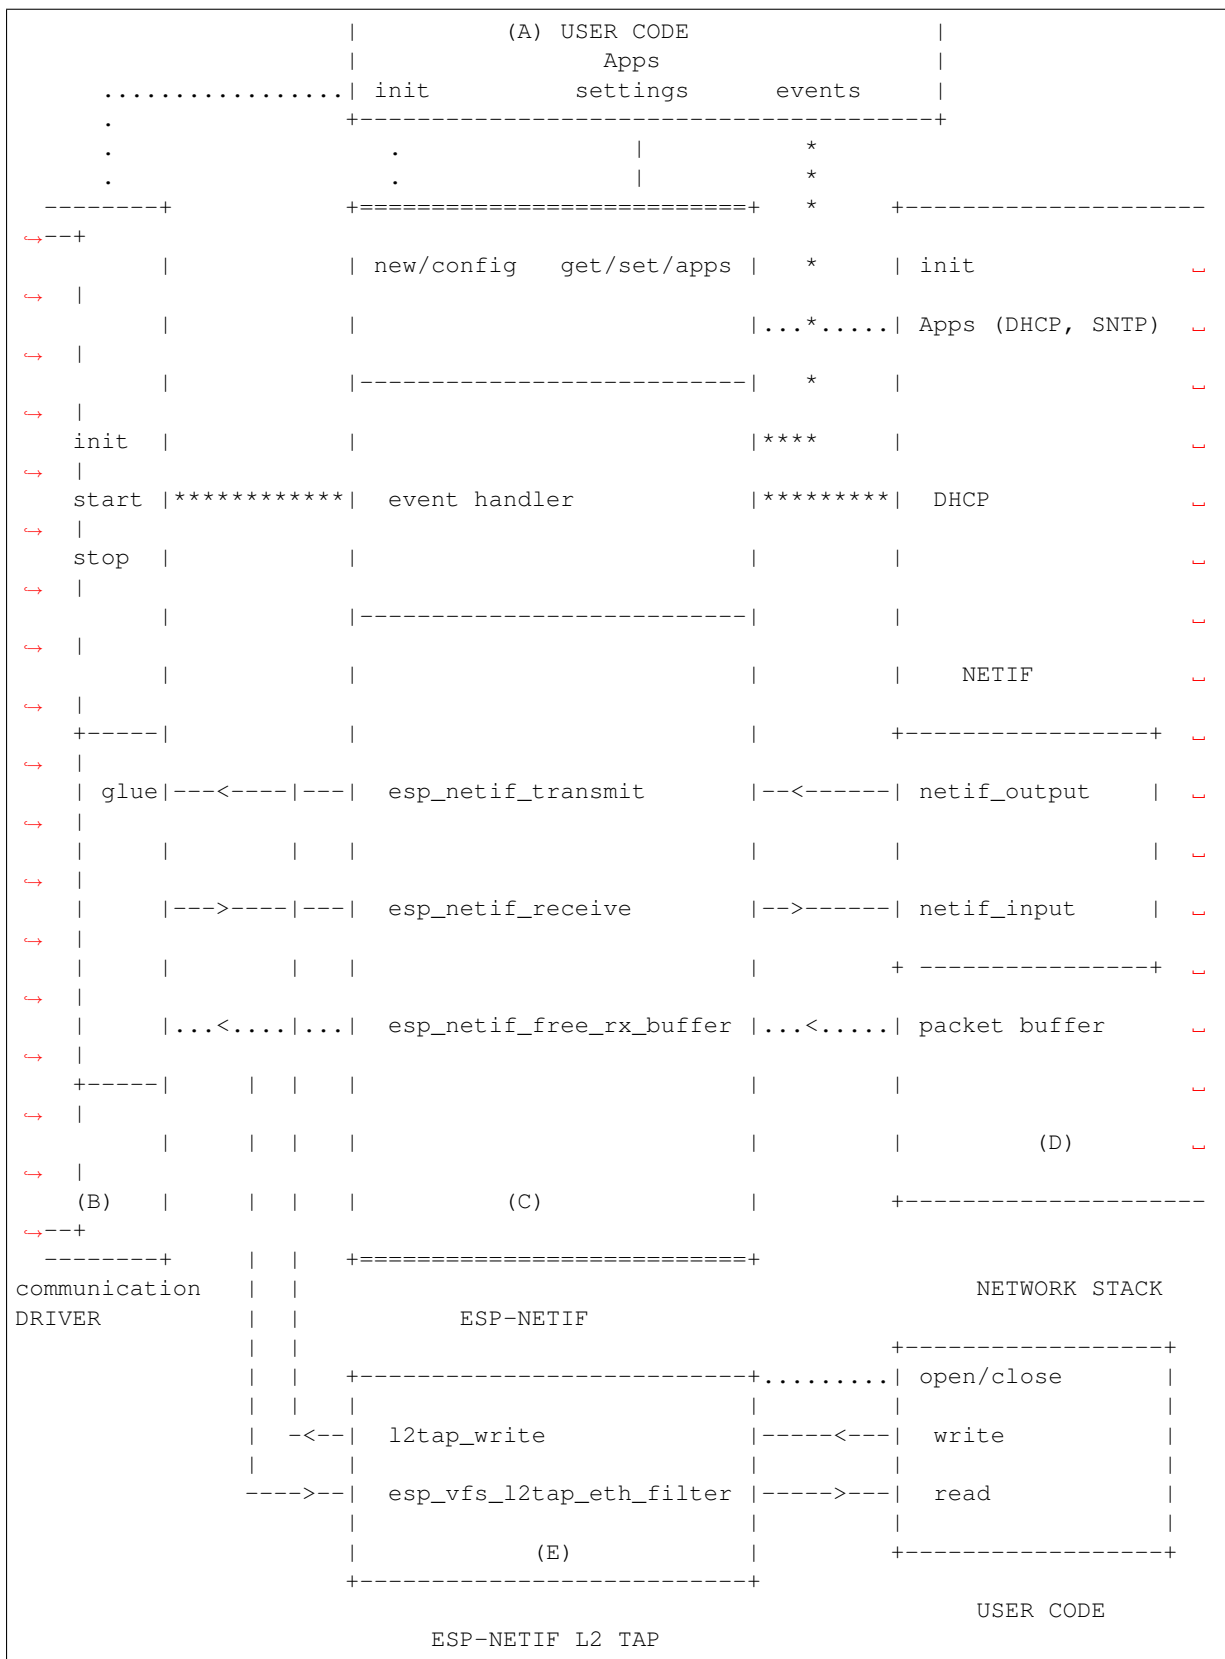 |          (A) USER CODE                 |
                       |                 Apps                   |
      .................| init          settings      events     |
      .                +----------------------------------------+
      .                   .                |           *
      .                   .                |           *
  --------+            +===========================+   *     +---------------------
↪--+
          |            | new/config   get/set/apps |   *     | init               ␣
↪  |
          |            |                           |...*.....| Apps (DHCP, SNTP)  ␣
↪  |
          |            |---------------------------|   *     |                    ␣
↪  |
    init  |            |                           |****     |                    ␣
↪  |
    start |************|  event handler            |*********|  DHCP              ␣
↪  |
    stop  |            |                           |         |                    ␣
↪  |
          |            |---------------------------|         |                    ␣
↪  |
          |            |                           |         |    NETIF           ␣
↪  |
    +-----|            |                           |         +-----------------+  ␣
↪  |
    | glue|---<----|---|  esp_netif_transmit       |--<------| netif_output    |  ␣
↪  |
    |     |        |   |                           |         |                 |  ␣
↪  |
    |     |--->----|---|  esp_netif_receive        |-->------| netif_input     |  ␣
↪  |
    |     |        |   |                           |         + ----------------+  ␣
↪  |
    |     |...<....|...|  esp_netif_free_rx_buffer |...<.....| packet buffer      ␣
↪  |
    +-----|     |  |   |                           |         |                    ␣
↪  |
          |     |  |   |                           |         |         (D)        ␣
↪  |
    (B)   |     |  |   |          (C)              |         +---------------------
↪--+
  --------+     |  |   +===========================+
communication   |  |                                               NETWORK STACK
DRIVER          |  |           ESP-NETIF
                |  |                                         +------------------+
                |  |   +---------------------------+.........| open/close       |
                |  |   |                           |         |                  |
                |  -<--|  l2tap_write              |-----<---|  write           |
                |      |                           |         |                  |
                ---->--|  esp_vfs_l2tap_eth_filter |----->---|  read            |
                       |                           |         |                  |
                       |            (E)            |         +------------------+
                       +---------------------------+
                                                                   USER CODE
                             ESP-NETIF L2 TAP